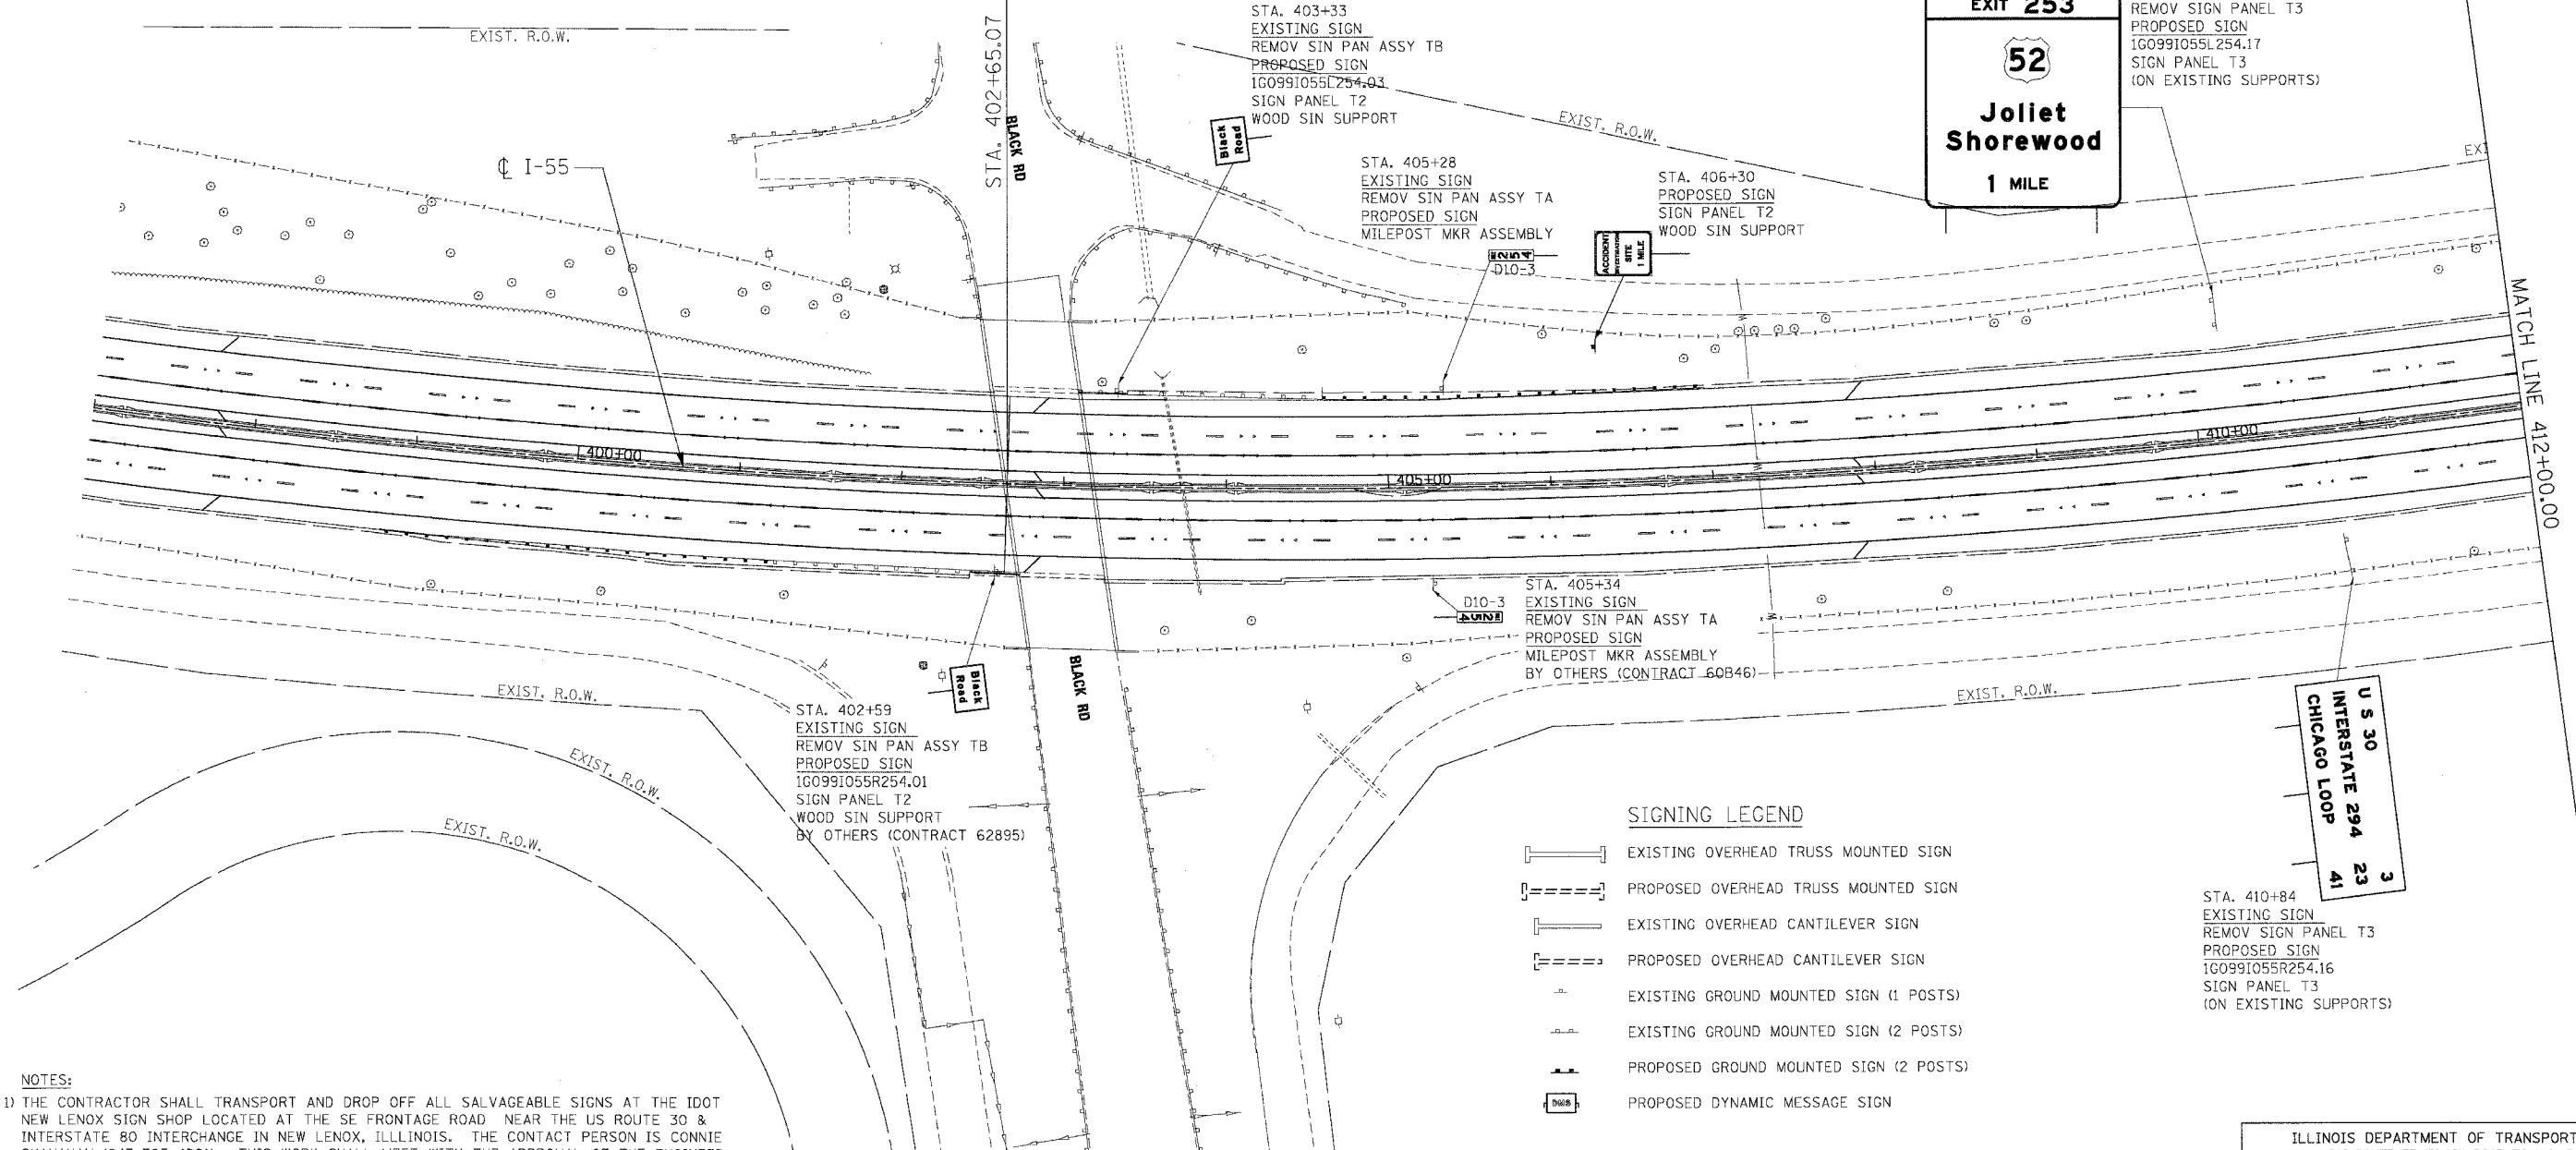 EXIST. R.O.W.
STA. 402+65.07
BLACK RD
STA. 403+33
EXISTING SIGN
REMOV SIN PAN ASSY TB
PROPOSED SIGN
1G099I055L254.03
SIGN PANEL T2
WOOD SIN SUPPORT
Black
Road
EXIST. R.O.W.
EXIT 253
52
Joliet
Shorewood
1 MILE
REMOV SIGN PANEL T3
PROPOSED SIGN
1G099I055L254.17
SIGN PANEL T3
(ON EXISTING SUPPORTS)
℄ I-55
STA. 405+28
EXISTING SIGN
REMOV SIN PAN ASSY TA
PROPOSED SIGN
MILEPOST MKR ASSEMBLY
254
D10-3
STA. 406+30
PROPOSED SIGN
SIGN PANEL T2
WOOD SIN SUPPORT
ACCIDENT
INVESTIGATION
SITE
1 MILE
EXI
MATCH LINE 412+00.00
400+00
405+00
410+00
STA. 405+34
EXISTING SIGN
REMOV SIN PAN ASSY TA
PROPOSED SIGN
MILEPOST MKR ASSEMBLY
BY OTHERS (CONTRACT 60B46)
D10-3
254
Black
Road
BLACK RD
EXIST. R.O.W.
STA. 402+59
EXISTING SIGN
REMOV SIN PAN ASSY TB
PROPOSED SIGN
1G099I055R254.01
SIGN PANEL T2
WOOD SIN SUPPORT
BY OTHERS (CONTRACT 62895)
EXIST. R.O.W.
EXIST. R.O.W.
EXIST. R.O.W.
U S 30 3
INTERSTATE 294 23
CHICAGO LOOP 41
STA. 410+84
EXISTING SIGN
REMOV SIGN PANEL T3
PROPOSED SIGN
1G099I055R254.16
SIGN PANEL T3
(ON EXISTING SUPPORTS)
SIGNING LEGEND
EXISTING OVERHEAD TRUSS MOUNTED SIGN
PROPOSED OVERHEAD TRUSS MOUNTED SIGN
EXISTING OVERHEAD CANTILEVER SIGN
PROPOSED OVERHEAD CANTILEVER SIGN
EXISTING GROUND MOUNTED SIGN (1 POSTS)
EXISTING GROUND MOUNTED SIGN (2 POSTS)
PROPOSED GROUND MOUNTED SIGN (2 POSTS)
DMS PROPOSED DYNAMIC MESSAGE SIGN
NOTES:
1) THE CONTRACTOR SHALL TRANSPORT AND DROP OFF ALL SALVAGEABLE SIGNS AT THE IDOT
NEW LENOX SIGN SHOP LOCATED AT THE SE FRONTAGE ROAD NEAR THE US ROUTE 30 &
INTERSTATE 80 INTERCHANGE IN NEW LENOX, ILLLINOIS. THE CONTACT PERSON IS CONNIE
ILLINOIS DEPARTMENT OF TRANSPORT